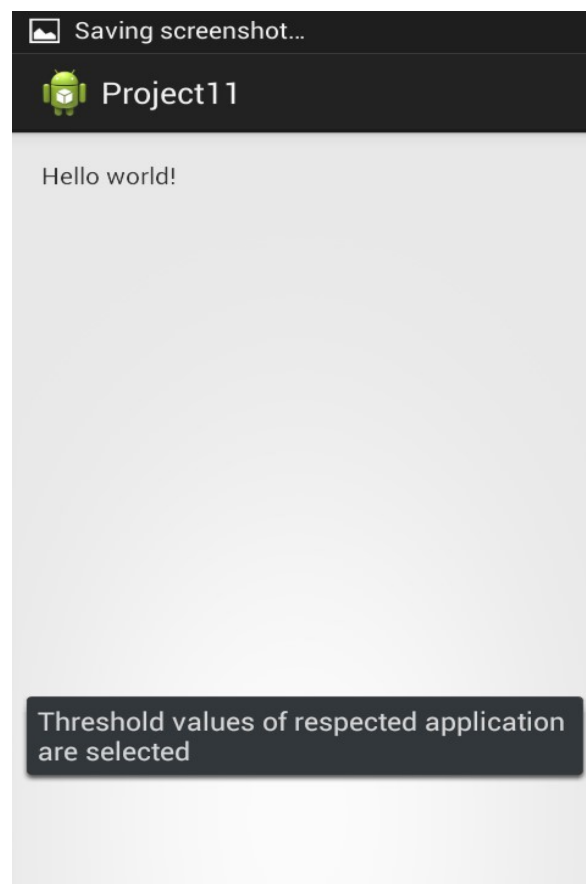 Saving screenshot...
Project11
Hello world!
Threshold values of respected application
are selected